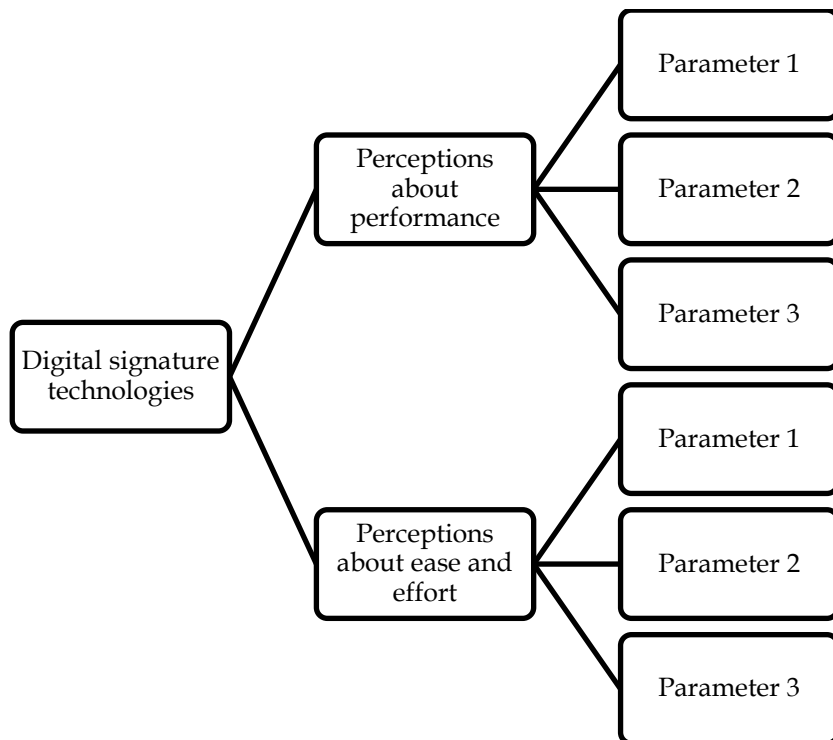 Digital signature
technologies
Perceptions
about
performance
Parameter 1
Parameter 2
Parameter 3
Perceptions
about ease and
effort
Parameter 1
Parameter 2
Parameter 3